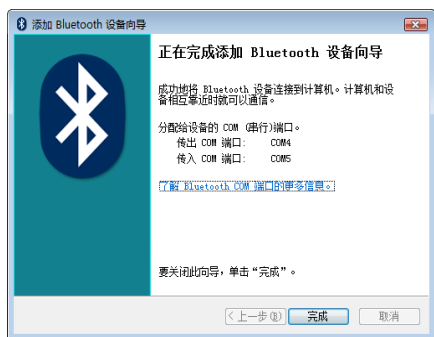 添加 Bluetooth 设备向导
正在完成添加 Bluetooth 设备向导
成功地将 Bluetooth 设备连接到计算机。计算机和设
备相互靠近时就可以通信。
分配给设备的 COM (串行)端口。
传出 COM 端口: COM4
传入 COM 端口: COM5
了解 Bluetooth COM 端口的更多信息。
要关闭此向导，单击“完成”。
<上一步(B) 完成 取消